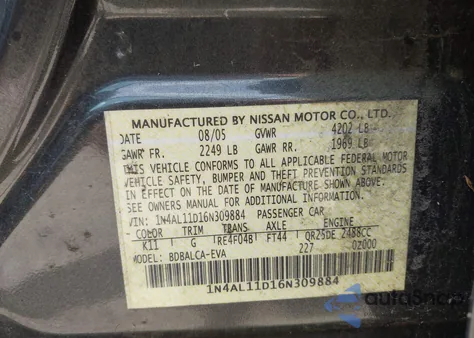 MANUFACTURED BY NISSAN MOTOR CO., LTD.
DATE 08/05 GVWR 4202 LB
GAWR FR. 2249 LB GAWR RR. 1969 LB
THIS VEHICLE CONFORMS TO ALL APPLICABLE FEDERAL MOTOR
VEHICLE SAFETY, BUMPER AND THEFT PREVENTION STANDARDS
IN EFFECT ON THE DATE OF MANUFACTURE SHOWN ABOVE.
SEE OWNERS MANUAL FOR ADDITIONAL INFORMATION
VIN: 1N4AL11D16N309884 PASSENGER CAR
COLOR TRIM TRANS AXLE ENGINE
K11 G RE4F04B FT44 QR25DE 2488CC
MODEL: BDBALCA-EVA 227 0Z000
1N4AL11D16N309884
autoSnap